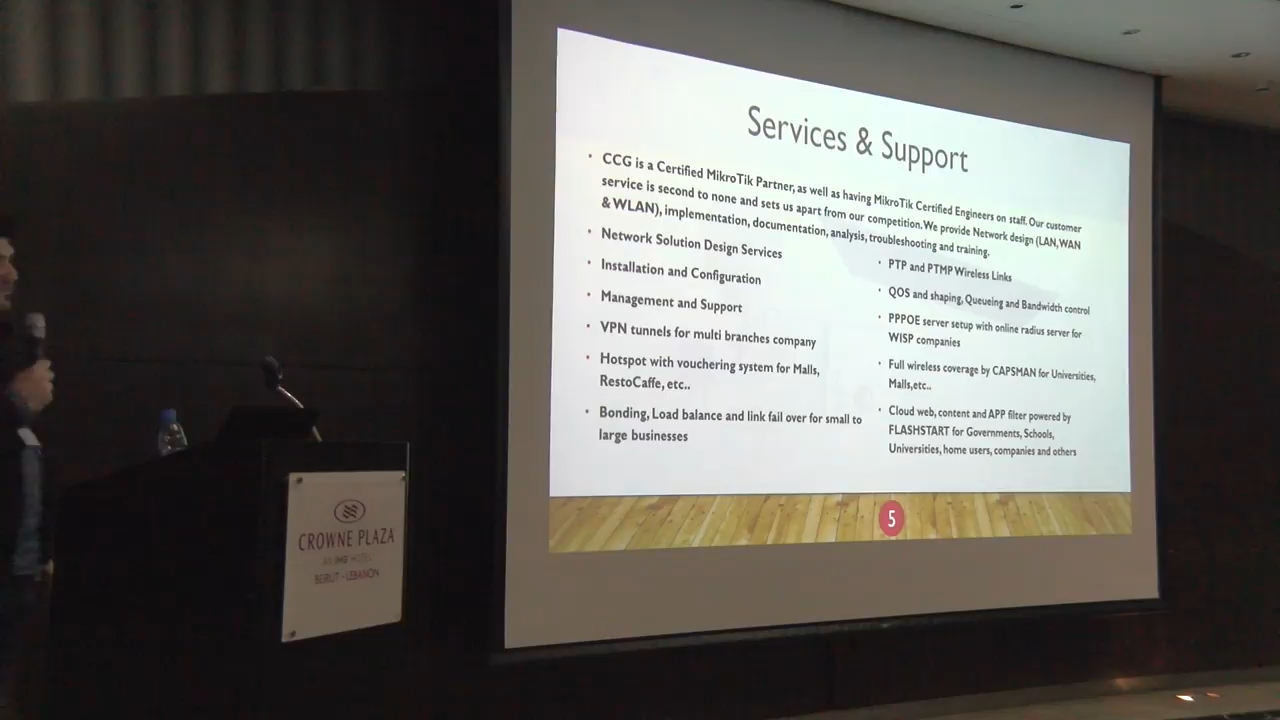 Services & Support
• CCG is a Certified MikroTik Partner, as well as having MikroTik Certified Engineers on staff. Our customer
service is second to none and sets us apart from our competition. We provide Network design (LAN, WAN
& WLAN), implementation, documentation, analysis, troubleshooting and training.
• Network Solution Design Services
• Installation and Configuration
• Management and Support
• VPN tunnels for multi branches company
• Hotspot with vouchering system for Malls,
RestoCaffe, etc..
• Bonding, Load balance and link fail over for small to
large businesses
• PTP and PTMP Wireless Links
• QOS and shaping, Queueing and Bandwidth control
• PPPOE server setup with online radius server for
WISP companies
• Full wireless coverage by CAPSMAN for Universities,
Malls,etc..
• Cloud web, content and APP filter powered by
FLASHSTART for Governments, Schools,
Universities, home users, companies and others
5
CROWNE PLAZA
AN IHG HOTEL
BEIRUT - LEBANON